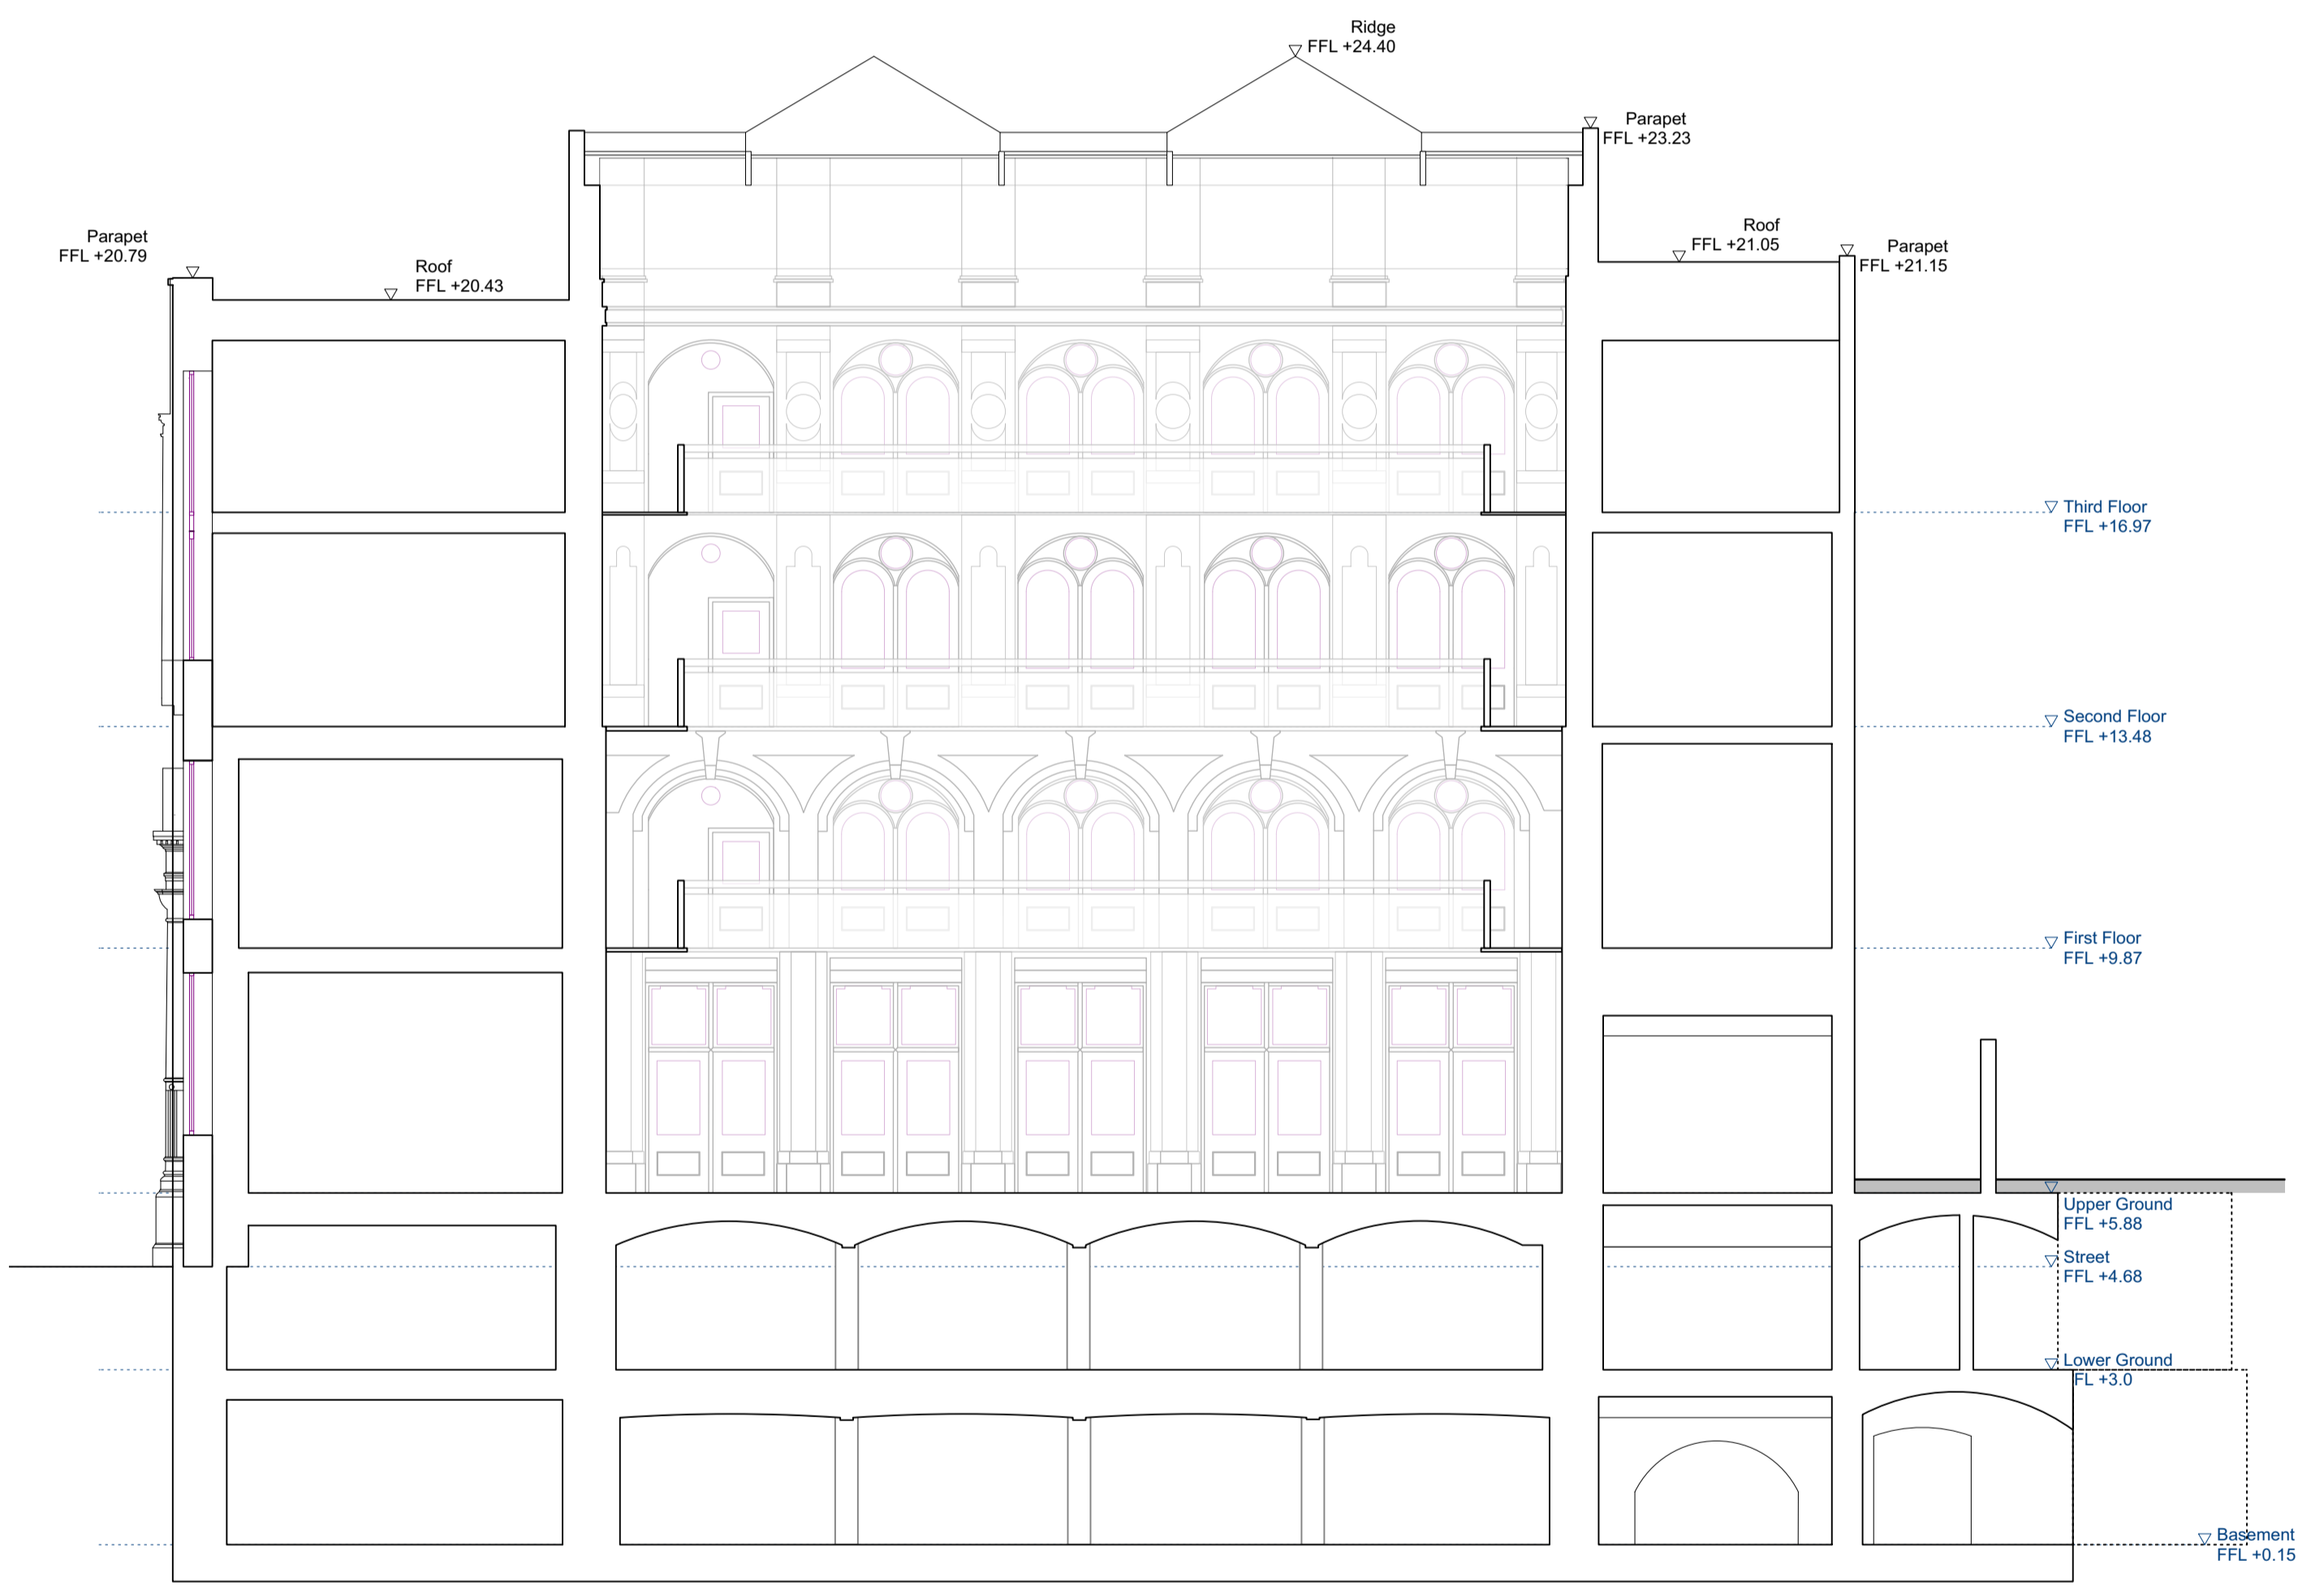 Ridge
FFL +24.40
Parapet
FFL +23.23
Parapet
FFL +20.79
Roof
FFL +20.43
Roof
FFL +21.05
Parapet
FFL +21.15
Third Floor
FFL +16.97
Second Floor
FFL +13.48
First Floor
FFL +9.87
Upper Ground
FFL +5.88
Street
FFL +4.68
Lower Ground
FL +3.0
Basement
FFL +0.15